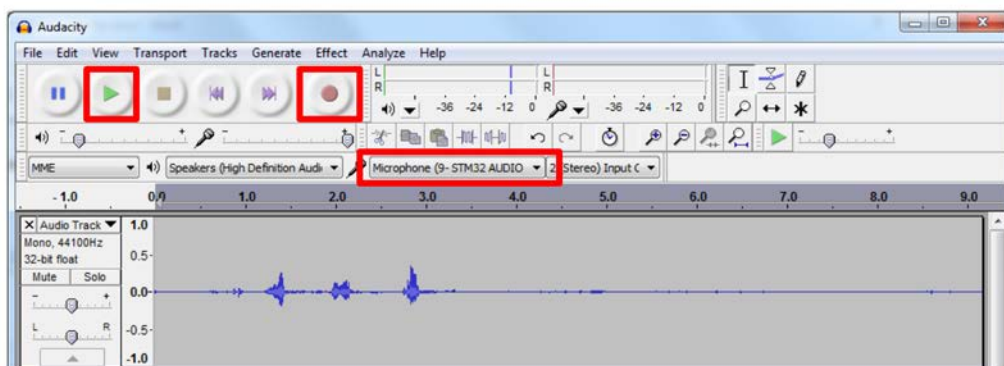 Audacity
File Edit View Transport Tracks Generate Effect Analyze Help
L
R
-36 -24 -12 0
L
R
-36 -24 -12 0
- + - + - +
MME Speakers (High Definition Audi Microphone (9- STM32 AUDIO 2 Stereo) Input C
- 1.0 0.0 1.0 2.0 3.0 4.0 5.0 6.0 7.0 8.0 9.0
X Audio Track 1.0
Mono, 44100Hz
32-bit float 0.5
Mute Solo
- + 0.0
L R -0.5
-1.0